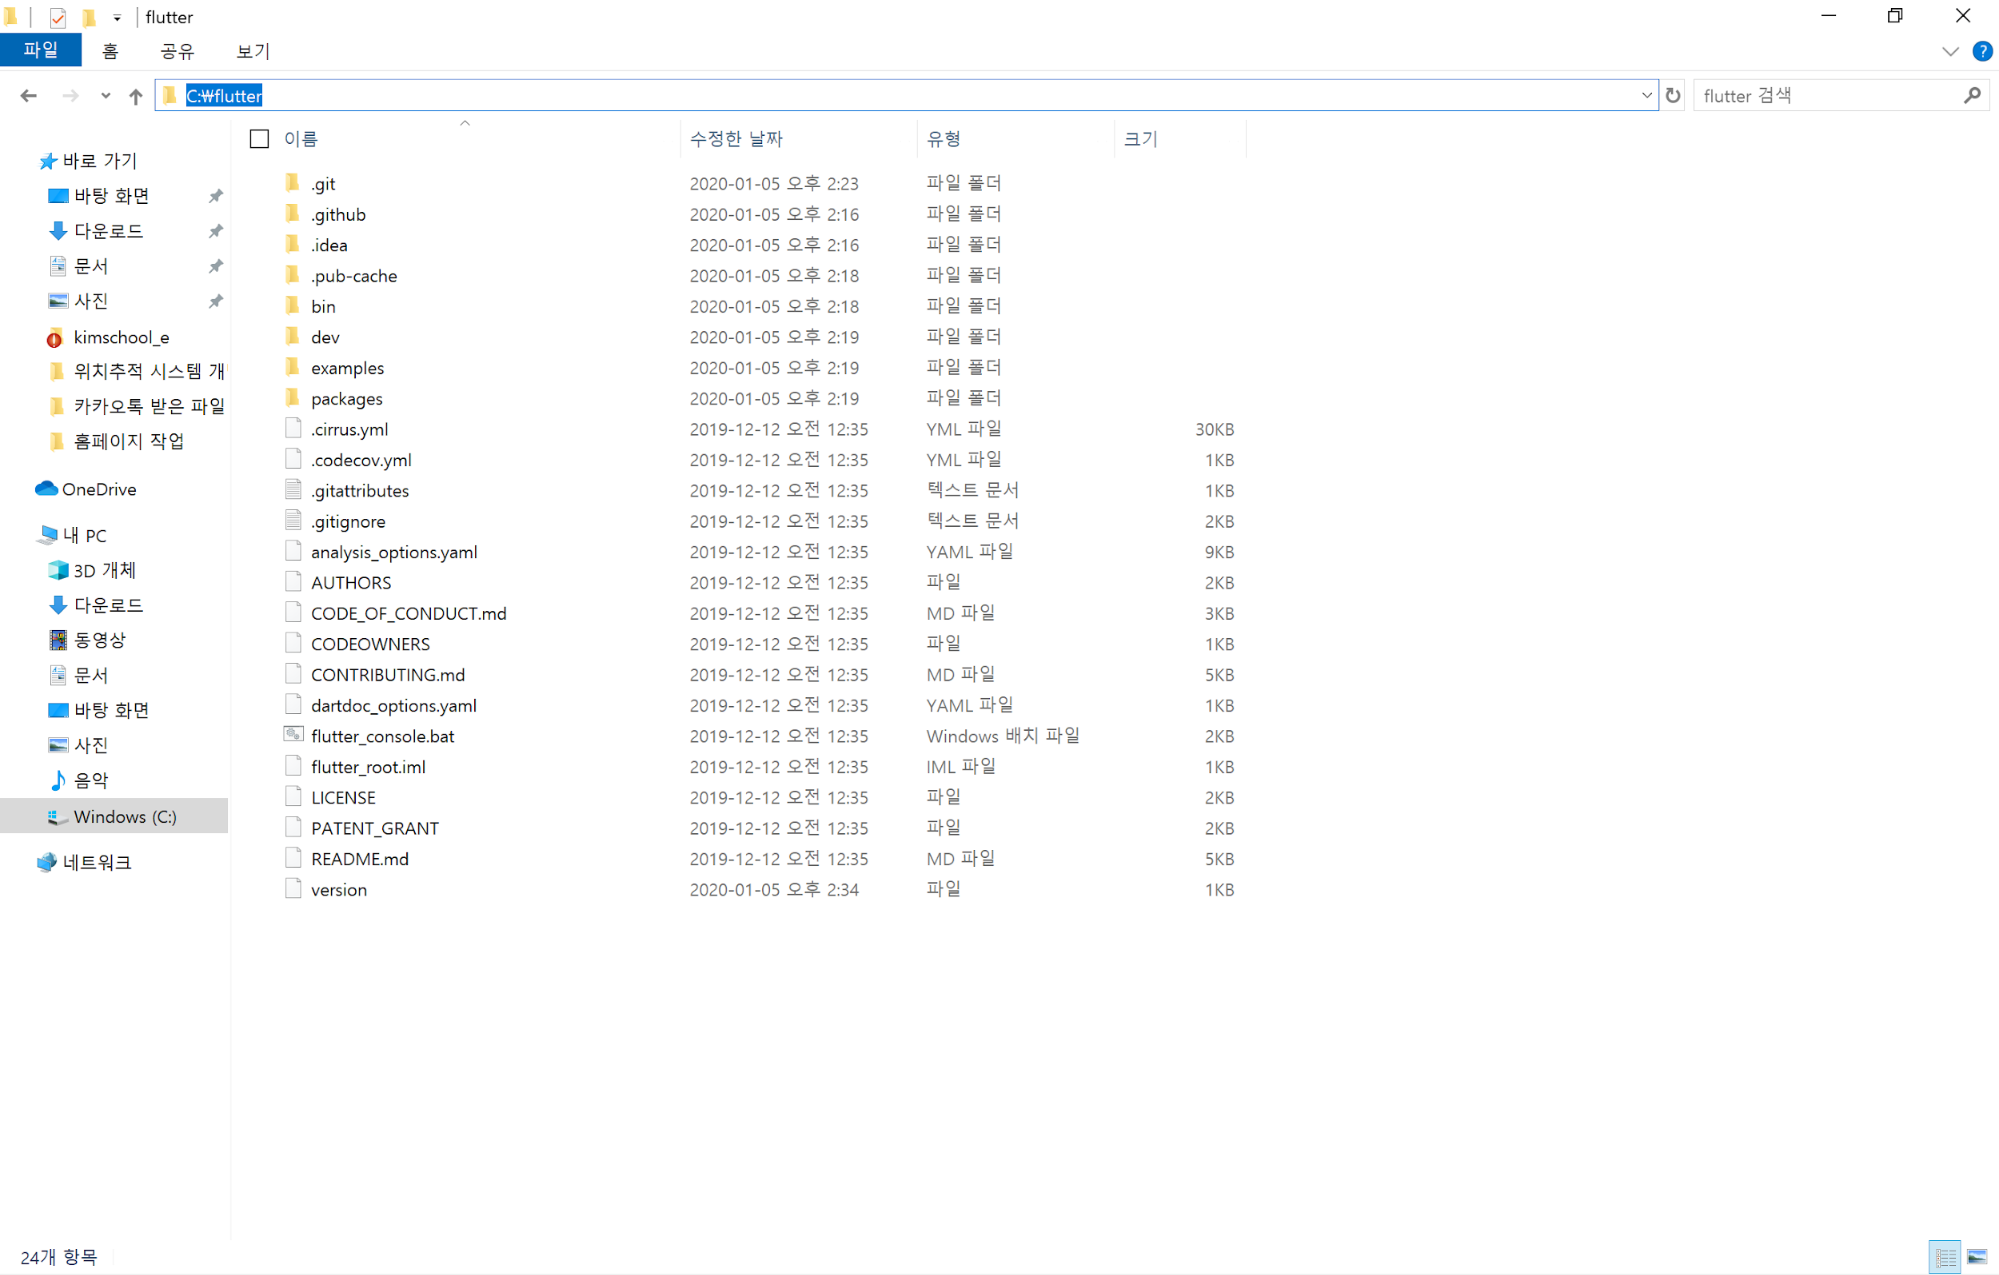 flutter
파일 홈 공유 보기
C:₩flutter
flutter 검색
이름 수정한 날짜 유형 크기
바로 가기
바탕 화면
다운로드
문서
사진
kimschool_e
위치추적 시스템 개
카카오톡 받은 파일
홈페이지 작업
OneDrive
내 PC
3D 개체
다운로드
동영상
문서
바탕 화면
사진
음악
Windows (C:)
네트워크
.git 2020-01-05 오후 2:23 파일 폴더
.github 2020-01-05 오후 2:16 파일 폴더
.idea 2020-01-05 오후 2:16 파일 폴더
.pub-cache 2020-01-05 오후 2:18 파일 폴더
bin 2020-01-05 오후 2:18 파일 폴더
dev 2020-01-05 오후 2:19 파일 폴더
examples 2020-01-05 오후 2:19 파일 폴더
packages 2020-01-05 오후 2:19 파일 폴더
.cirrus.yml 2019-12-12 오전 12:35 YML 파일 30KB
.codecov.yml 2019-12-12 오전 12:35 YML 파일 1KB
.gitattributes 2019-12-12 오전 12:35 텍스트 문서 1KB
.gitignore 2019-12-12 오전 12:35 텍스트 문서 2KB
analysis_options.yaml 2019-12-12 오전 12:35 YAML 파일 9KB
AUTHORS 2019-12-12 오전 12:35 파일 2KB
CODE_OF_CONDUCT.md 2019-12-12 오전 12:35 MD 파일 3KB
CODEOWNERS 2019-12-12 오전 12:35 파일 1KB
CONTRIBUTING.md 2019-12-12 오전 12:35 MD 파일 5KB
dartdoc_options.yaml 2019-12-12 오전 12:35 YAML 파일 1KB
flutter_console.bat 2019-12-12 오전 12:35 Windows 배치 파일 2KB
flutter_root.iml 2019-12-12 오전 12:35 IML 파일 1KB
LICENSE 2019-12-12 오전 12:35 파일 2KB
PATENT_GRANT 2019-12-12 오전 12:35 파일 2KB
README.md 2019-12-12 오전 12:35 MD 파일 5KB
version 2020-01-05 오후 2:34 파일 1KB
24개 항목